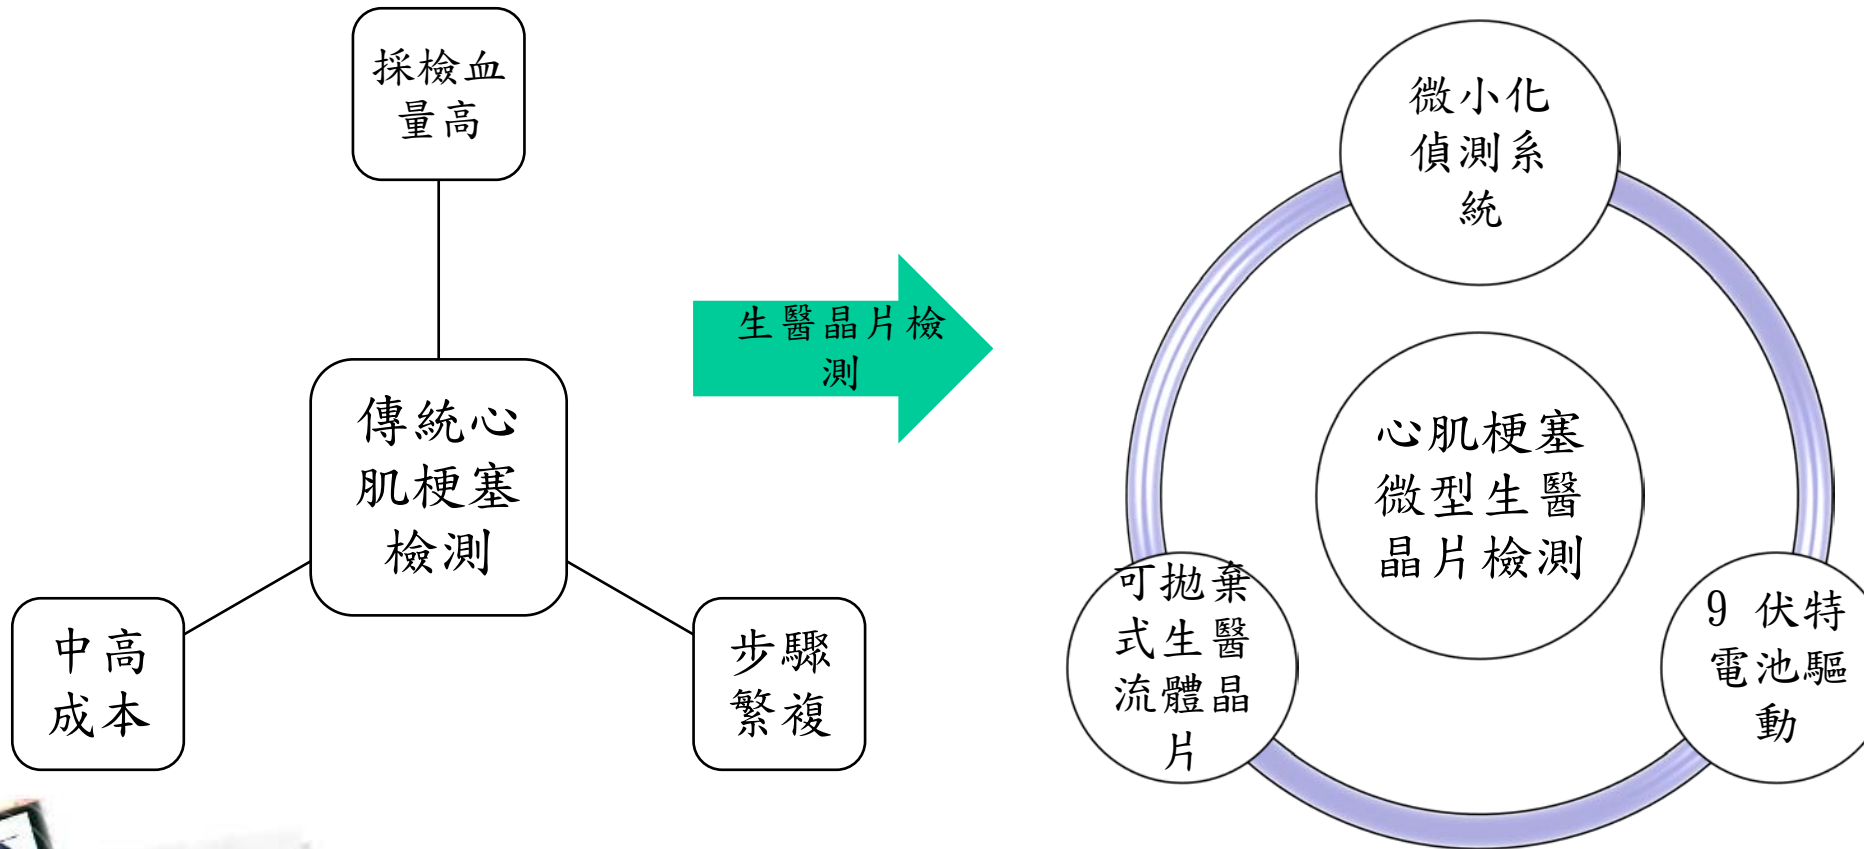 採檢血
量高
傳統心
肌梗塞
檢測
中高
成本
步驟
繁複
生醫晶片檢
測
微小化
偵測系
統
心肌梗塞
微型生醫
晶片檢測
可拋棄
式生醫
流體晶
片
9 伏特
電池驅
動